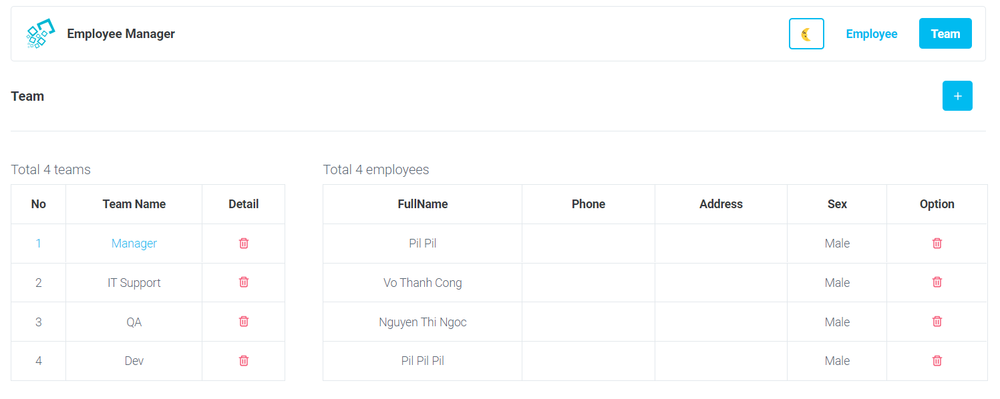 Employee Manager
Employee
Team
Team
+
Total 4 teams
No Team Name Detail
1 Manager
2 IT Support
3 QA
4 Dev
Total 4 employees
FullName Phone Address Sex Option
Pil Pil Male
Vo Thanh Cong Male
Nguyen Thi Ngoc Male
Pil Pil Pil Male